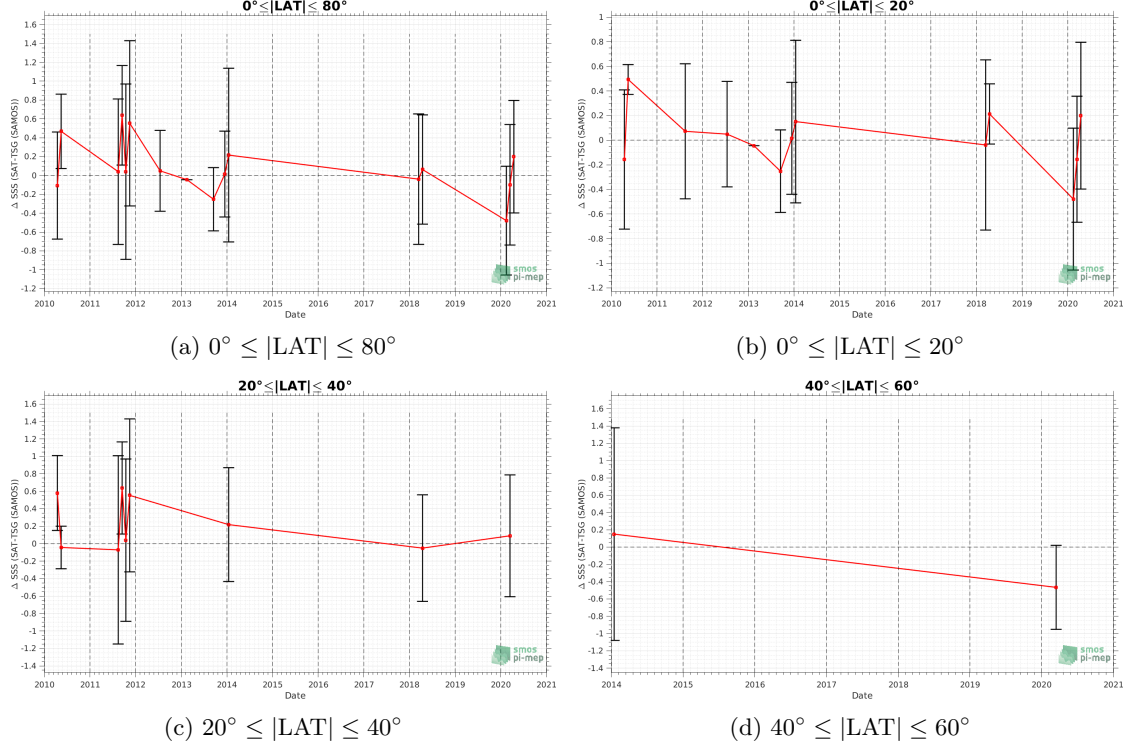 0°≤|LAT|≤ 80°
Δ SSS (SAT-TSG (SAMOS))
1.6
1.4
1.2
1
0.8
0.6
0.4
0.2
0
-0.2
-0.4
-0.6
-0.8
-1
-1.2
2010 2011 2012 2013 2014 2015 2016 2017 2018 2019 2020 2021
Date
smos
pi-mep
(a) 0° ≤ |LAT| ≤ 80°
0°≤|LAT|≤ 20°
Δ SSS (SAT-TSG (SAMOS))
1
0.8
0.6
0.4
0.2
0
-0.2
-0.4
-0.6
-0.8
-1
-1.2
2010 2011 2012 2013 2014 2015 2016 2017 2018 2019 2020 2021
Date
smos
pi-mep
(b) 0° ≤ |LAT| ≤ 20°
20°≤|LAT|≤ 40°
Δ SSS (SAT-TSG (SAMOS))
1.6
1.4
1.2
1
0.8
0.6
0.4
0.2
0
-0.2
-0.4
-0.6
-0.8
-1
-1.2
-1.4
2010 2011 2012 2013 2014 2015 2016 2017 2018 2019 2020 2021
Date
smos
pi-mep
(c) 20° ≤ |LAT| ≤ 40°
40°≤|LAT|≤ 60°
Δ SSS (SAT-TSG (SAMOS))
1.6
1.4
1.2
1
0.8
0.6
0.4
0.2
0
-0.2
-0.4
-0.6
-0.8
-1
-1.2
-1.4
2014 2015 2016 2017 2018 2019 2020 2021
Date
smos
pi-mep
(d) 40° ≤ |LAT| ≤ 60°